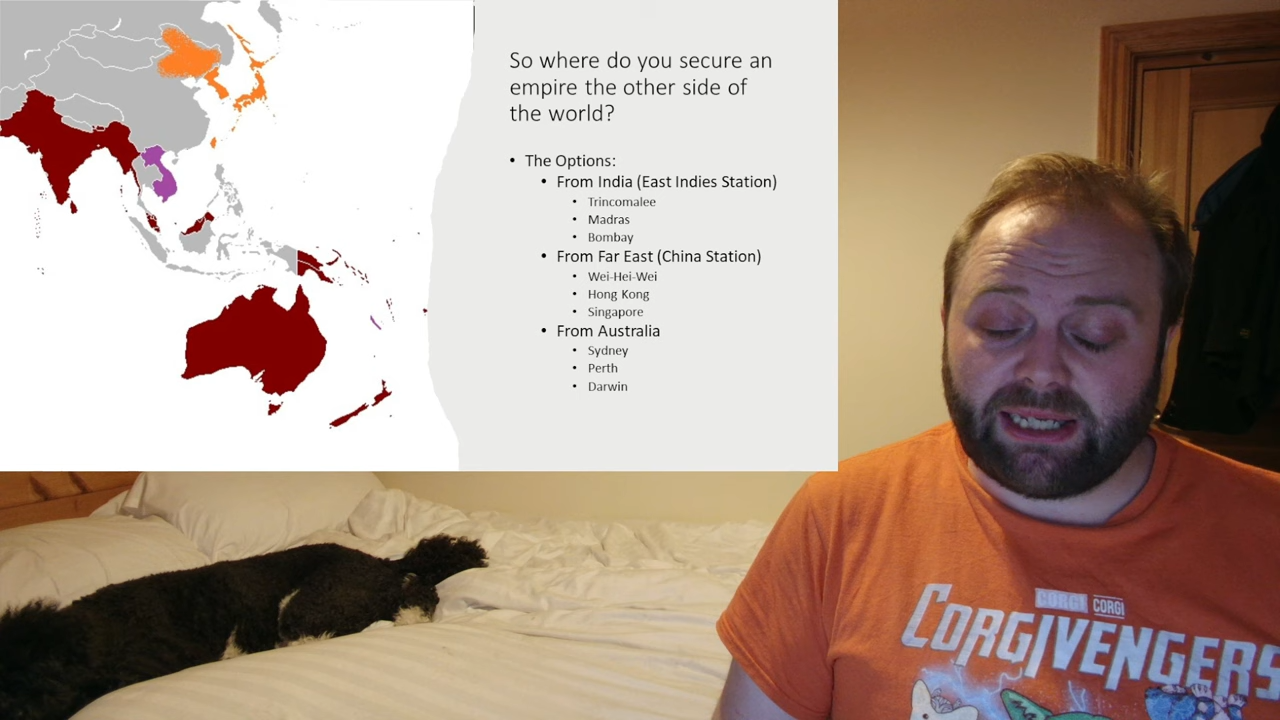 So where do you secure an
empire the other side of
the world?
• The Options:
• From India (East Indies Station)
• Trincomalee
• Madras
• Bombay
• From Far East (China Station)
• Wei-Hei-Wei
• Hong Kong
• Singapore
• From Australia
• Sydney
• Perth
• Darwin
CORGI CORGI
CORGIVENGERS